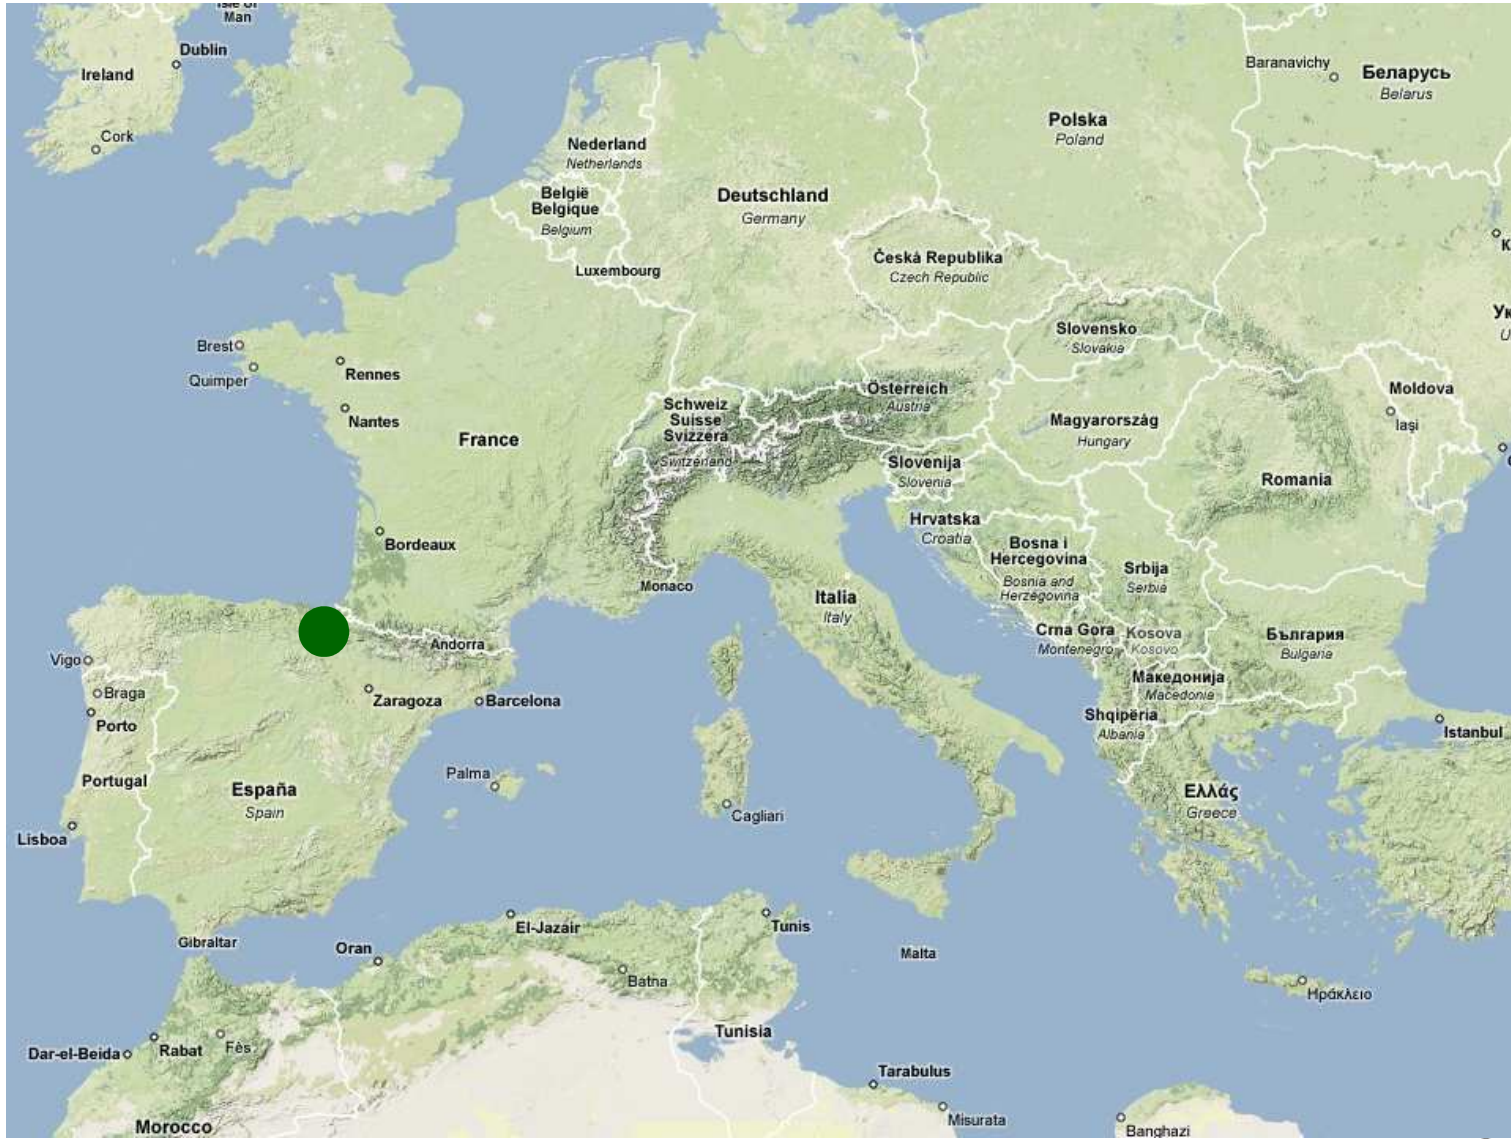 Isle of
Man
Dublin
Ireland
Cork
Baranavichy
Беларусь
Belarus
Polska
Poland
Nederland
Netherlands
België
Belgique
Belgium
Deutschland
Germany
Luxembourg
Česká Republika
Czech Republic
Slovensko
Slovakia
Brest
Quimper
Rennes
Nantes
France
Schweiz
Suisse
Svizzera
Switzerland
Österreich
Austria
Magyarország
Hungary
Moldova
Iaşi
Slovenija
Slovenia
Romania
Hrvatska
Croatia
Bosna i
Hercegovina
Bosnia and
Herzegovina
Srbija
Serbia
Bordeaux
Monaco
Italia
Italy
Crna Gora
Montenegro
Kosova
Kosovo
България
Bulgaria
Македонија
Macedonia
Shqipëria
Albania
Istanbul
Ελλάς
Greece
Andorra
Vigo
Braga
Porto
Zaragoza
Barcelona
Portugal
España
Spain
Palma
Lisboa
Cagliari
Gibraltar
Oran
El-Jazair
Tunis
Batna
Malta
Ηράκλειο
Dar-el-Beida
Rabat
Fès
Tunisia
Tarabulus
Misurata
Banghazi
Morocco